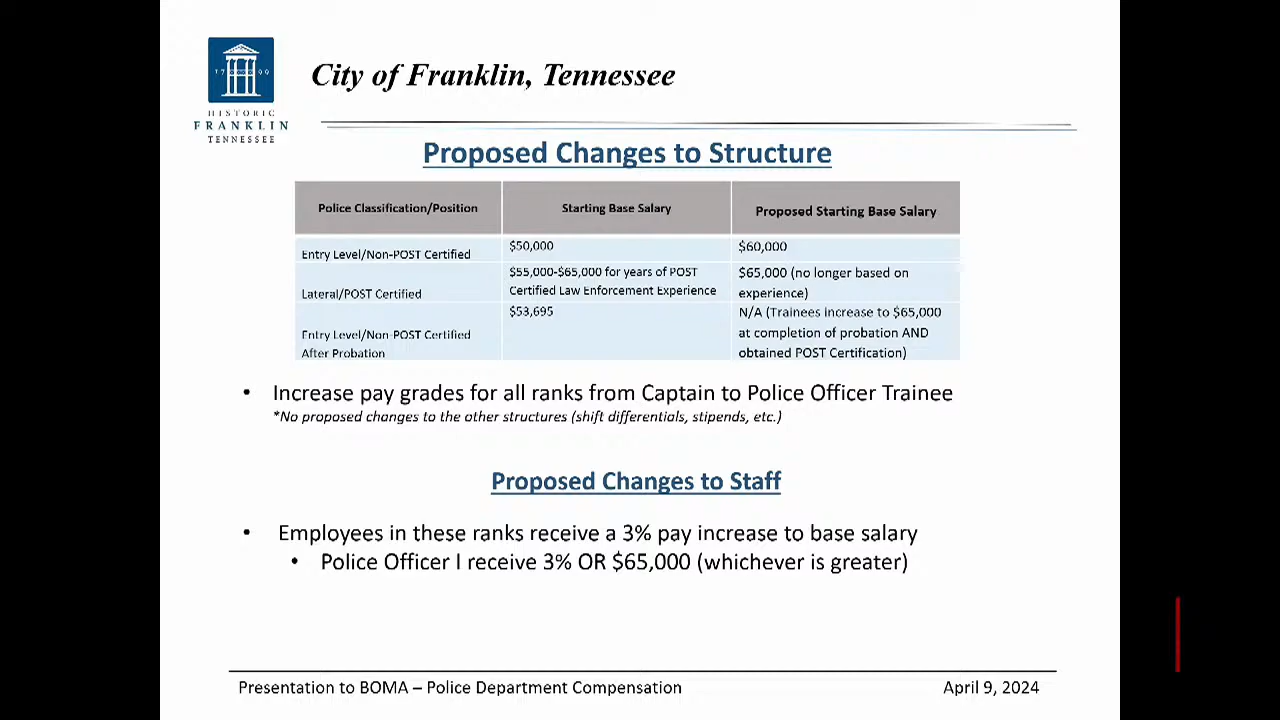 City of Franklin, Tennessee
17 99
HISTORIC
FRANKLIN
TENNESSEE
Proposed Changes to Structure
Police Classification/Position
Starting Base Salary
Proposed Starting Base Salary
Entry Level/Non-POST Certified
$50,000
$60,000
Lateral/POST Certified
$55,000-$65,000 for years of POST
Certified Law Enforcement Experience
$65,000 (no longer based on
experience)
Entry Level/Non-POST Certified
After Probation
$53,695
N/A (Trainees increase to $65,000
at completion of probation AND
obtained POST Certification)
• Increase pay grades for all ranks from Captain to Police Officer Trainee
*No proposed changes to the other structures (shift differentials, stipends, etc.)
Proposed Changes to Staff
• Employees in these ranks receive a 3% pay increase to base salary
• Police Officer I receive 3% OR $65,000 (whichever is greater)
Presentation to BOMA – Police Department Compensation
April 9, 2024